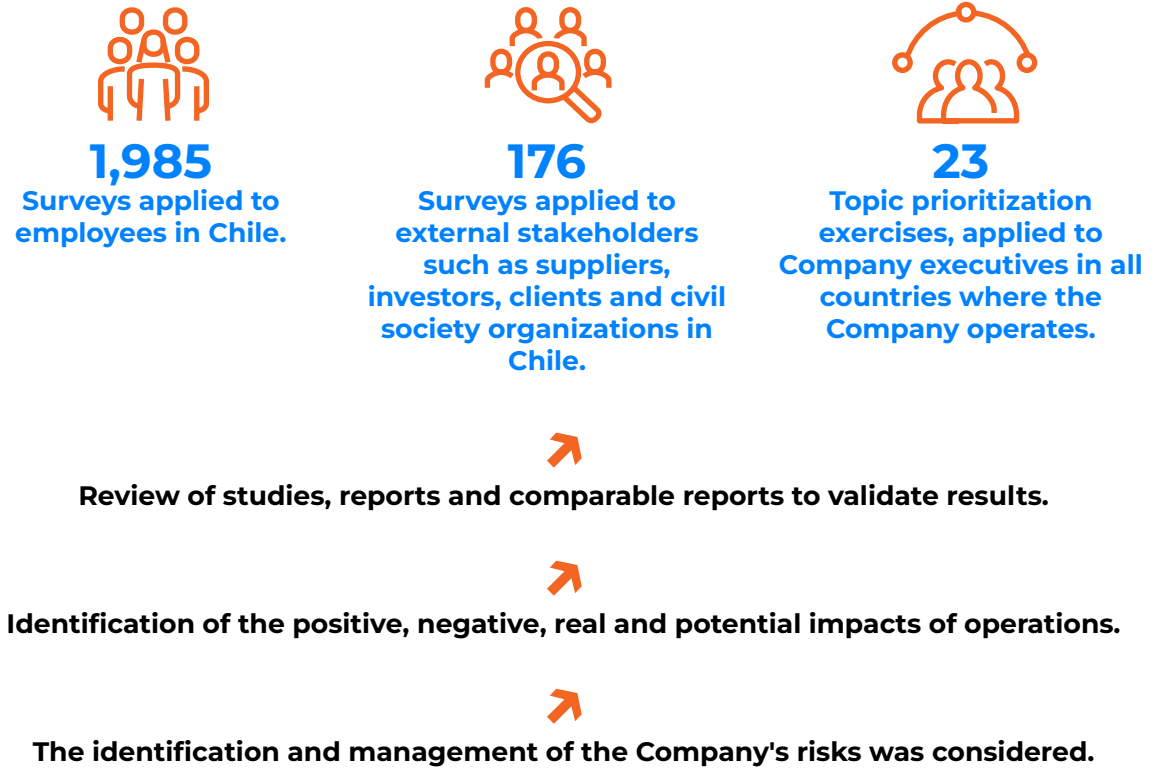 1,985
Surveys applied to
employees in Chile.
176
Surveys applied to
external stakeholders
such as suppliers,
investors, clients and civil
society organizations in
Chile.
23
Topic prioritization
exercises, applied to
Company executives in all
countries where the
Company operates.
Review of studies, reports and comparable reports to validate results.
Identification of the positive, negative, real and potential impacts of operations.
The identification and management of the Company's risks was considered.